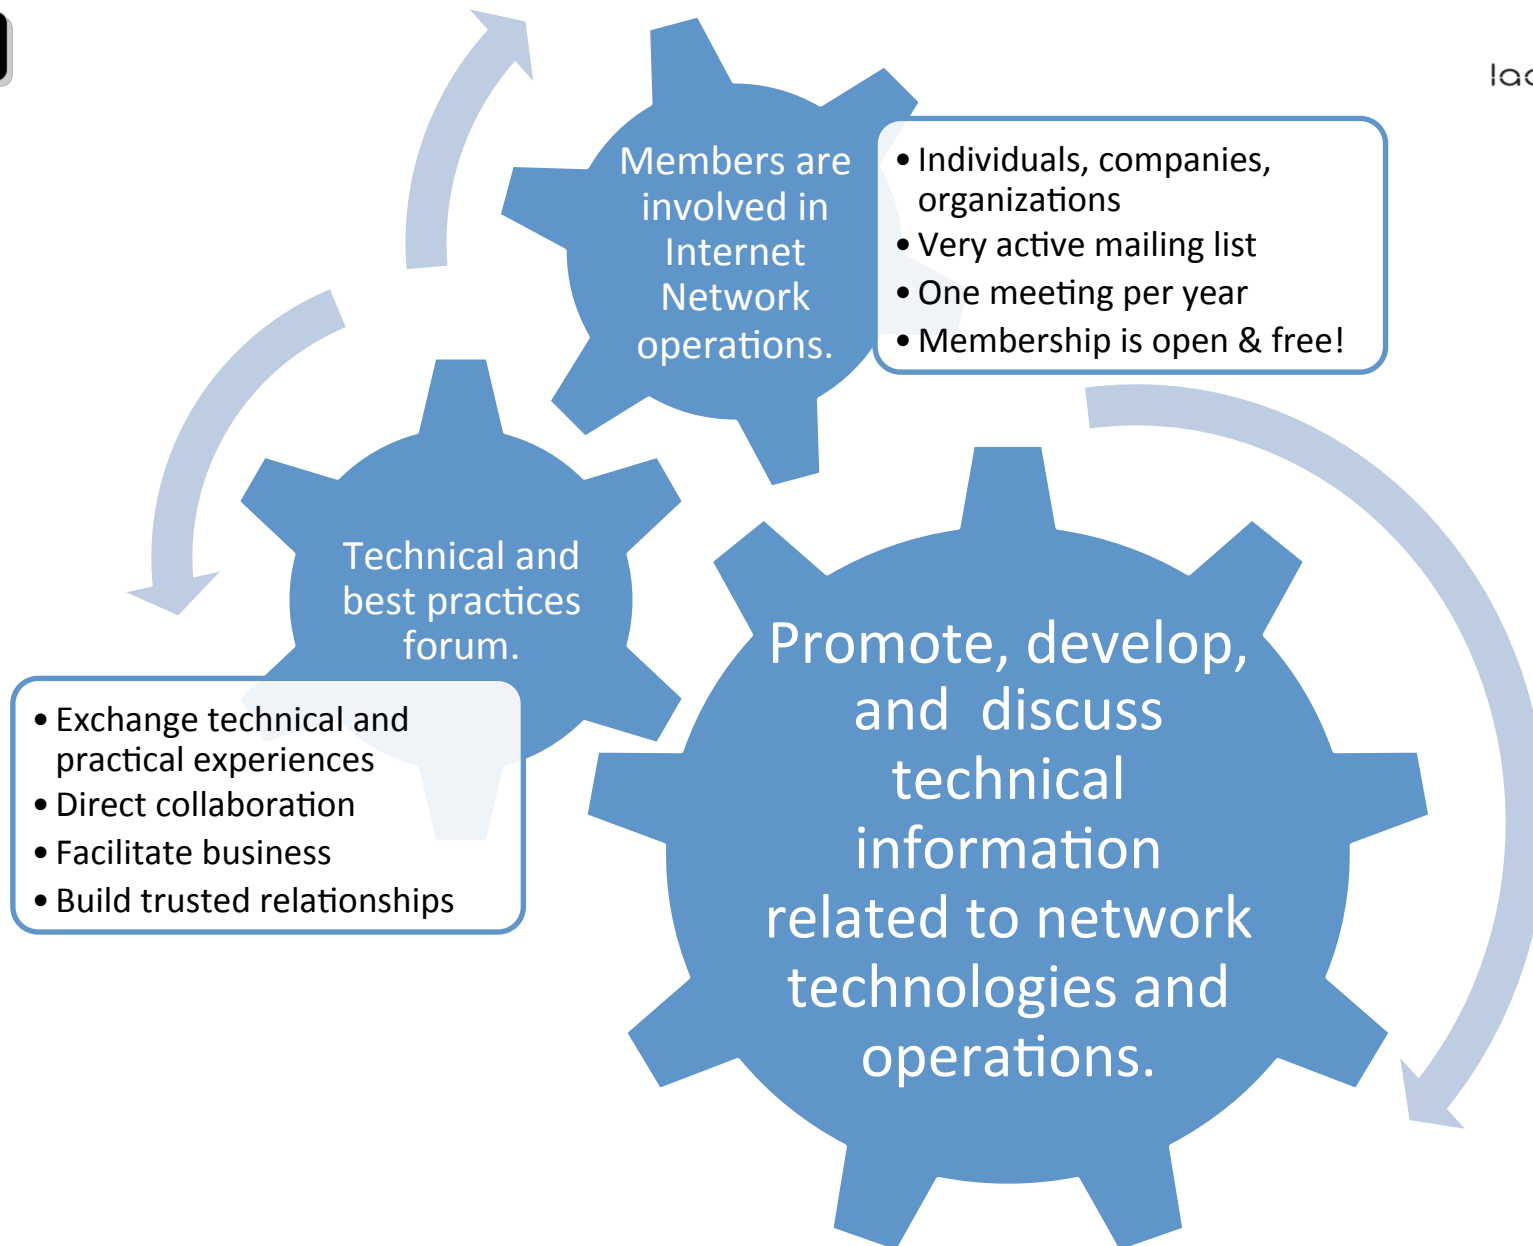 Members are
involved in
Internet
Network
operations.
• Individuals, companies,
organizations
• Very active mailing list
• One meeting per year
• Membership is open & free!
Technical and
best practices
forum.
• Exchange technical and
practical experiences
• Direct collaboration
• Facilitate business
• Build trusted relationships
Promote, develop,
and  discuss
technical
information
related to network
technologies and
operations.